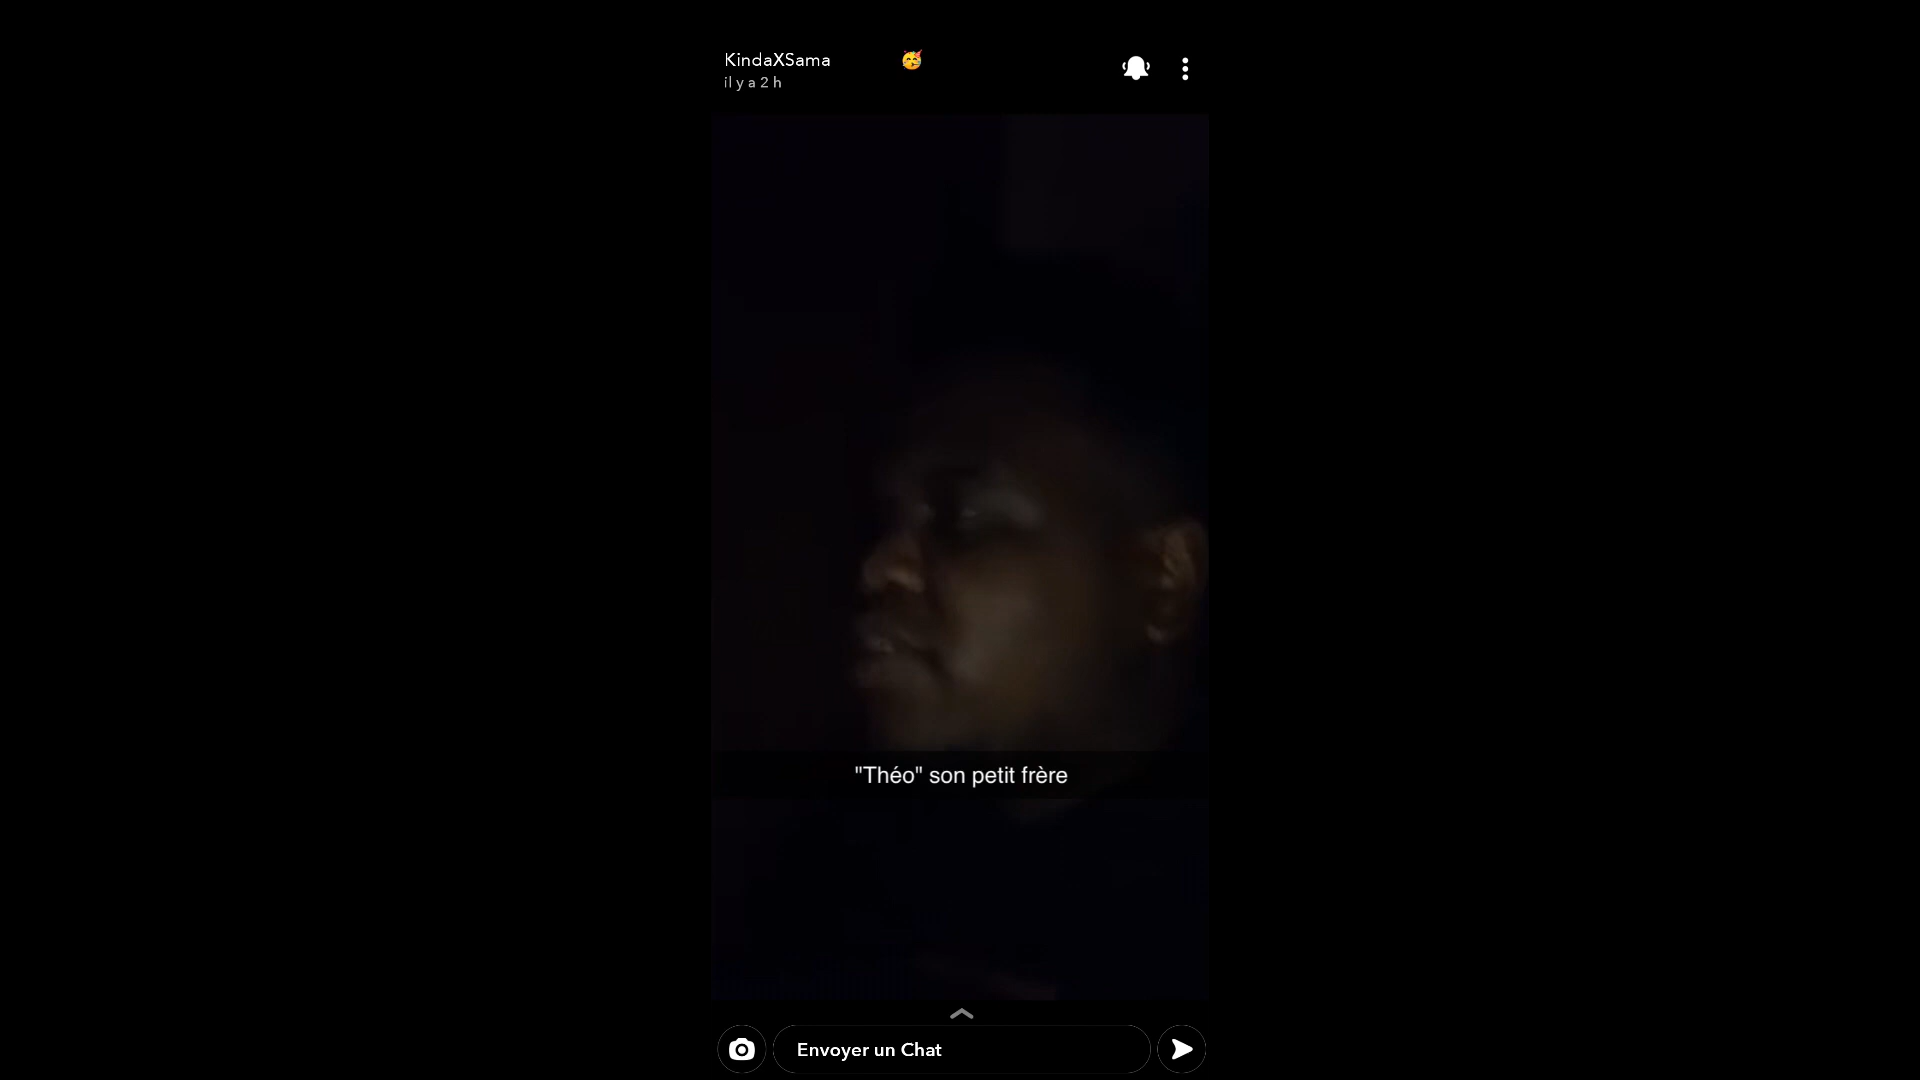 KindaXSama 🥳
il y a 2 h
"Théo" son petit frère
Envoyer un Chat